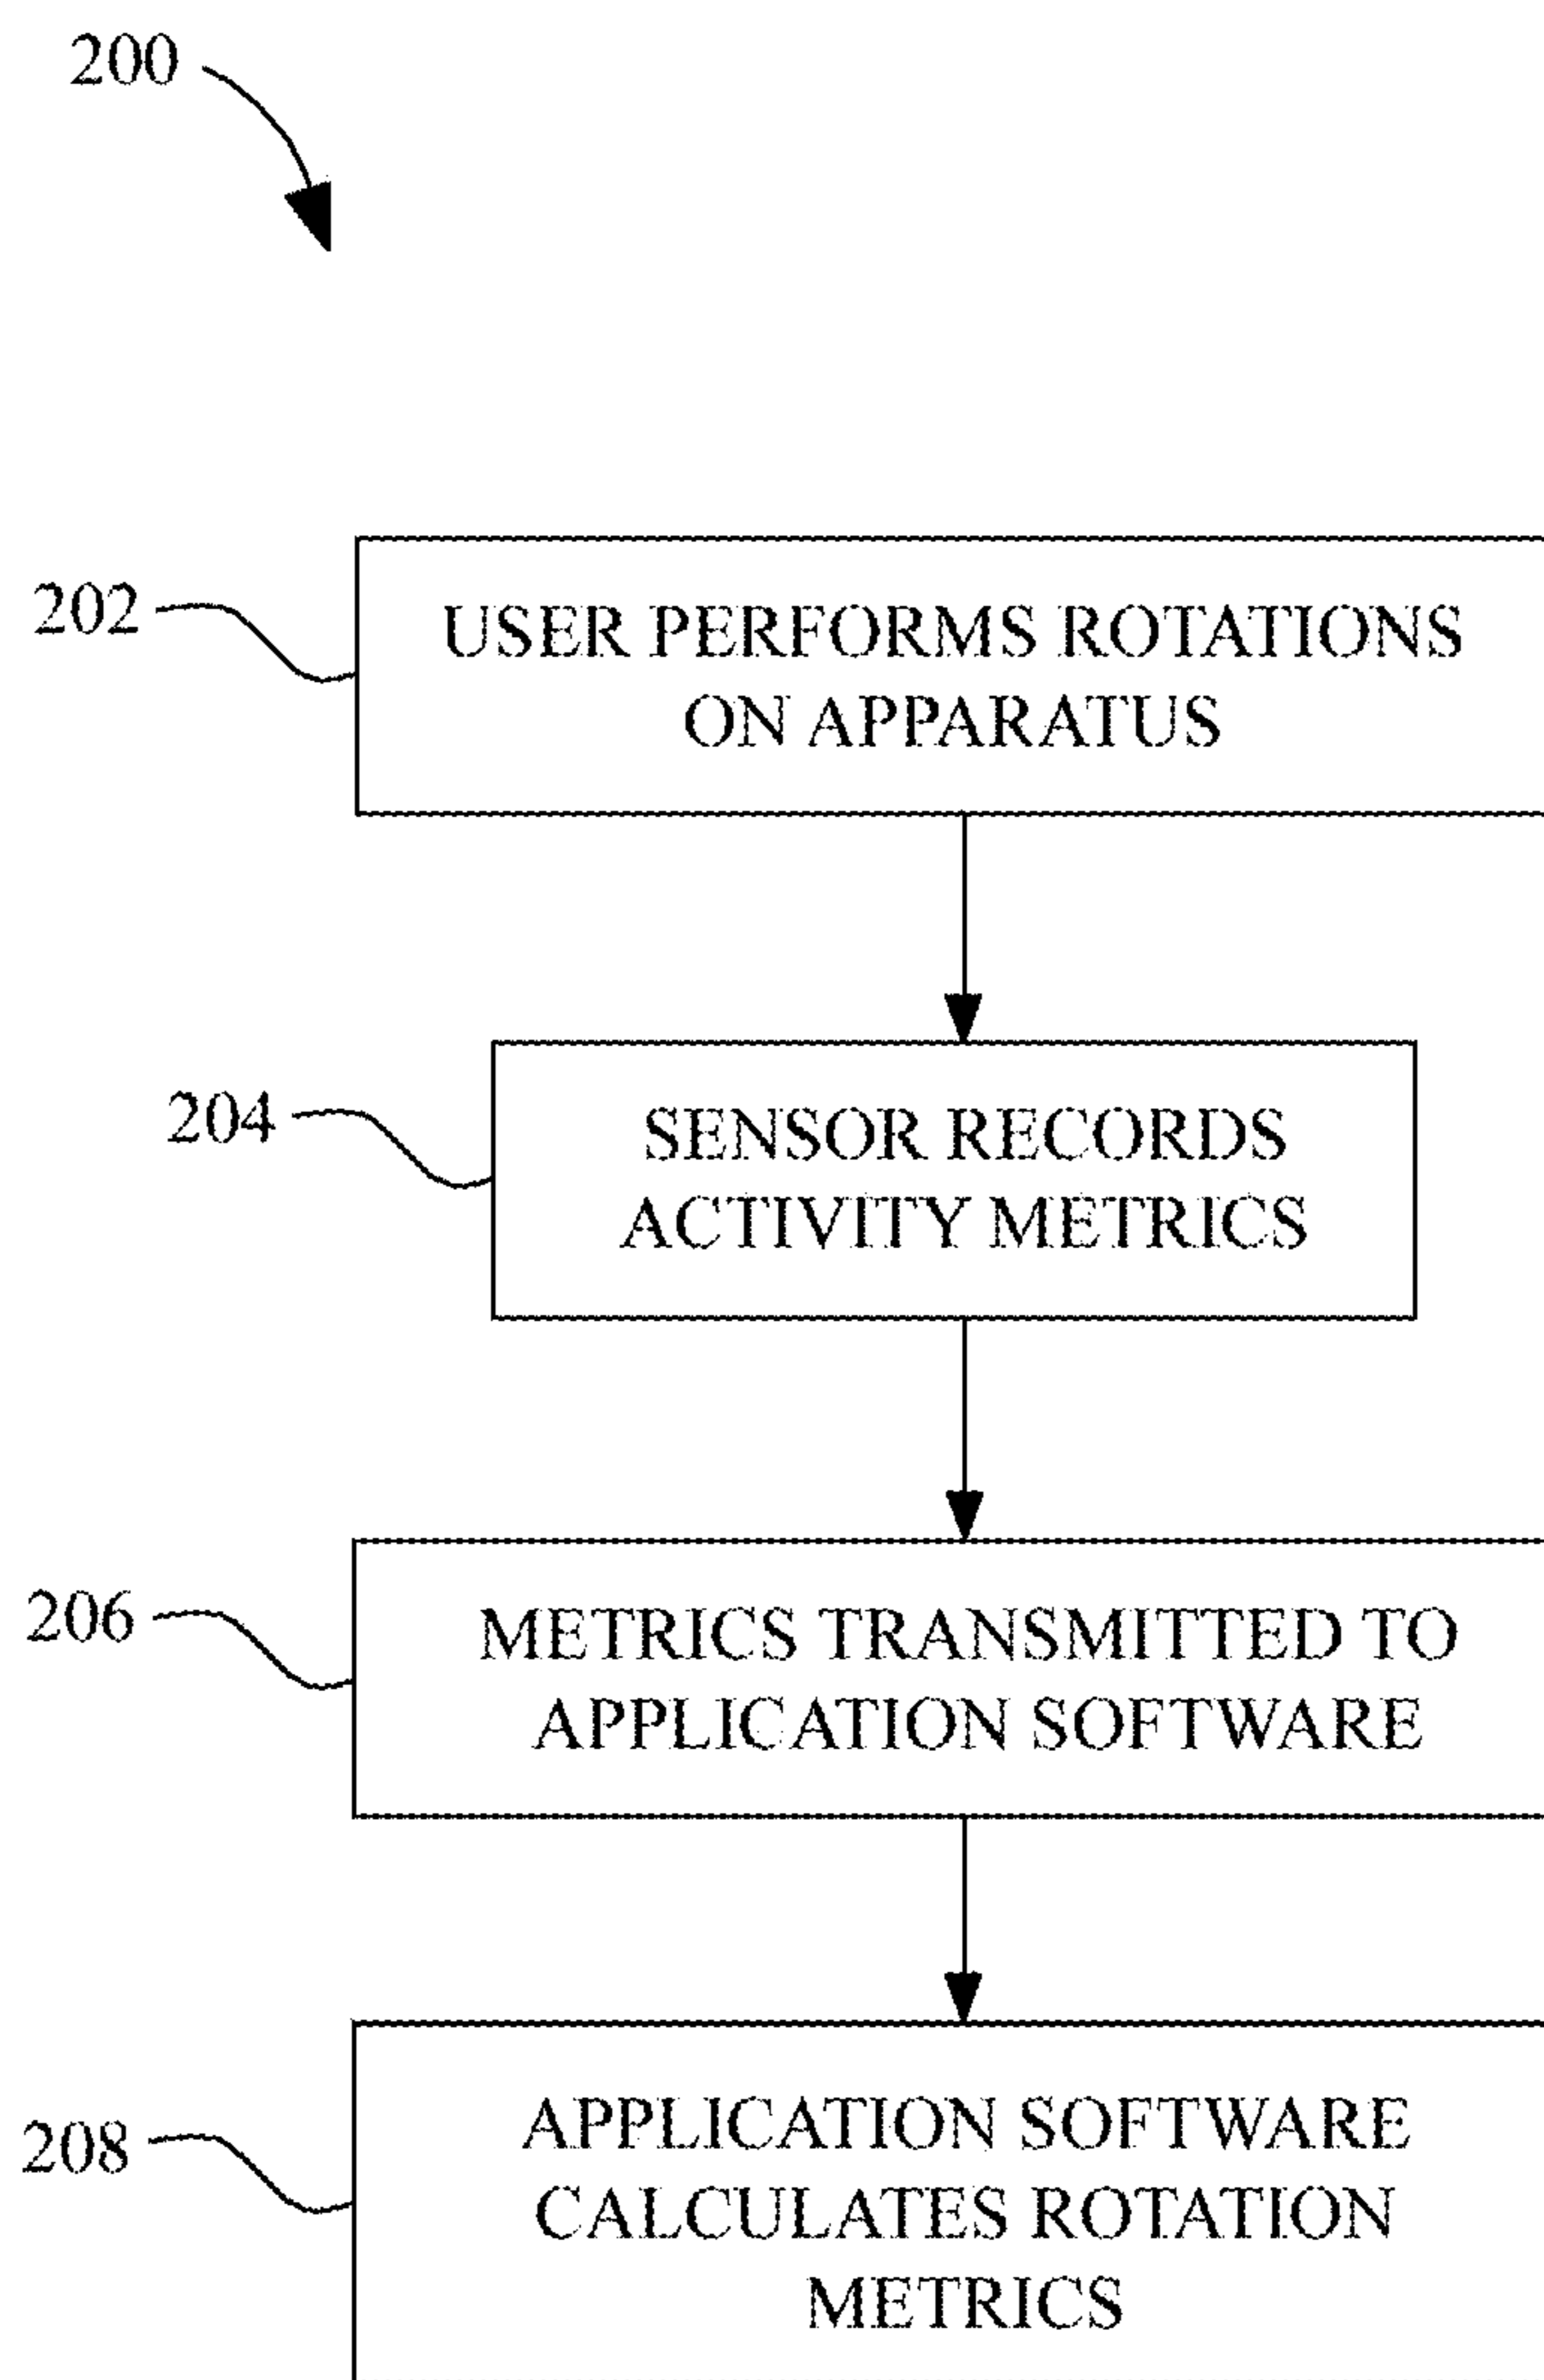 200
202
USER PERFORMS ROTATIONS
ON APPARATUS
204
SENSOR RECORDS
ACTIVITY METRICS
206
METRICS TRANSMITTED TO
APPLICATION SOFTWARE
208
APPLICATION SOFTWARE
CALCULATES ROTATION
METRICS